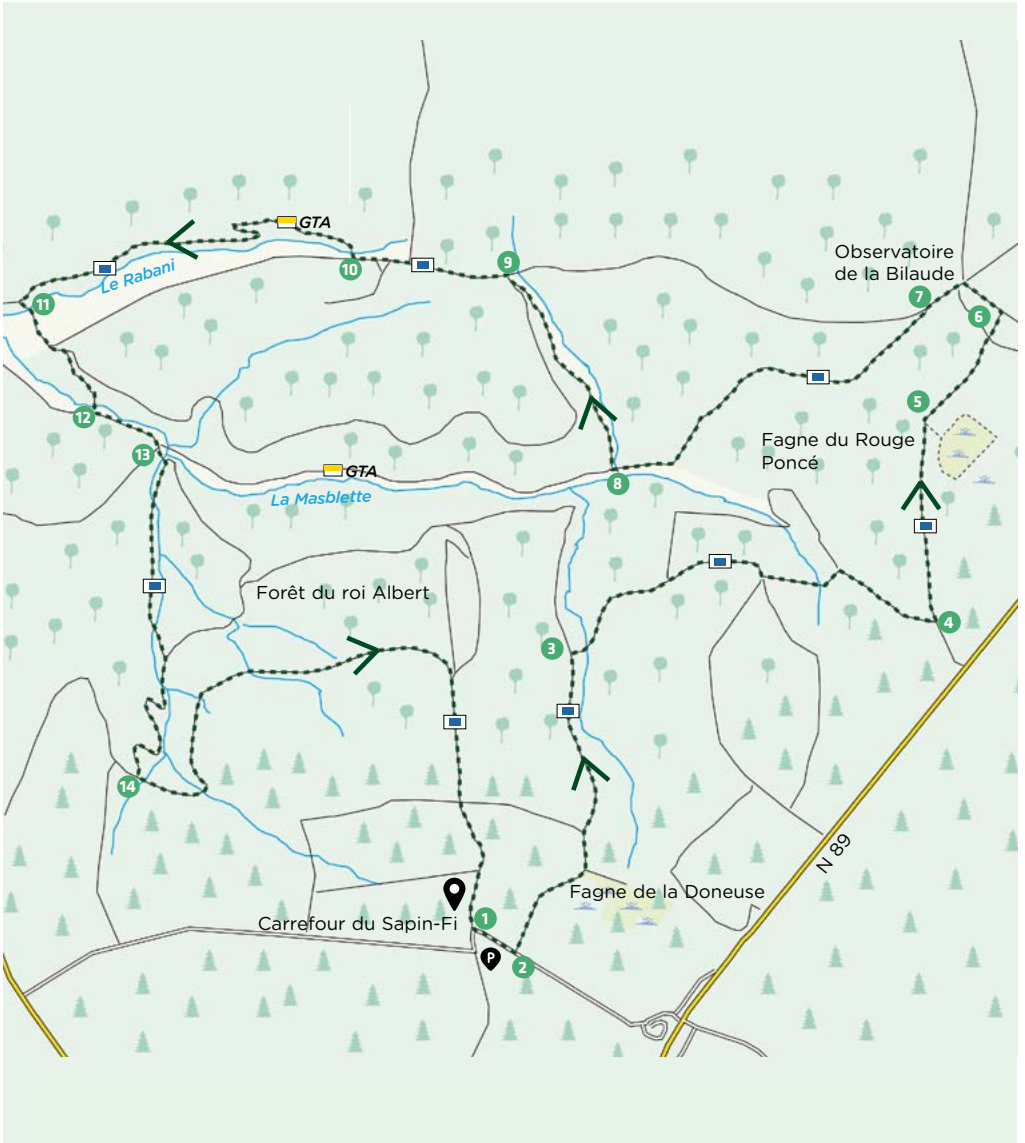 GTA
Observatoire
de la Bilaude
Le Rabani
10
9
7
11
6
5
12
Fagne du Rouge
Poncé
13
GTA
La Masblette
8
Forêt du roi Albert
4
3
14
N 89
Fagne de la Doneuse
Carrefour du Sapin-Fi
1
P
2